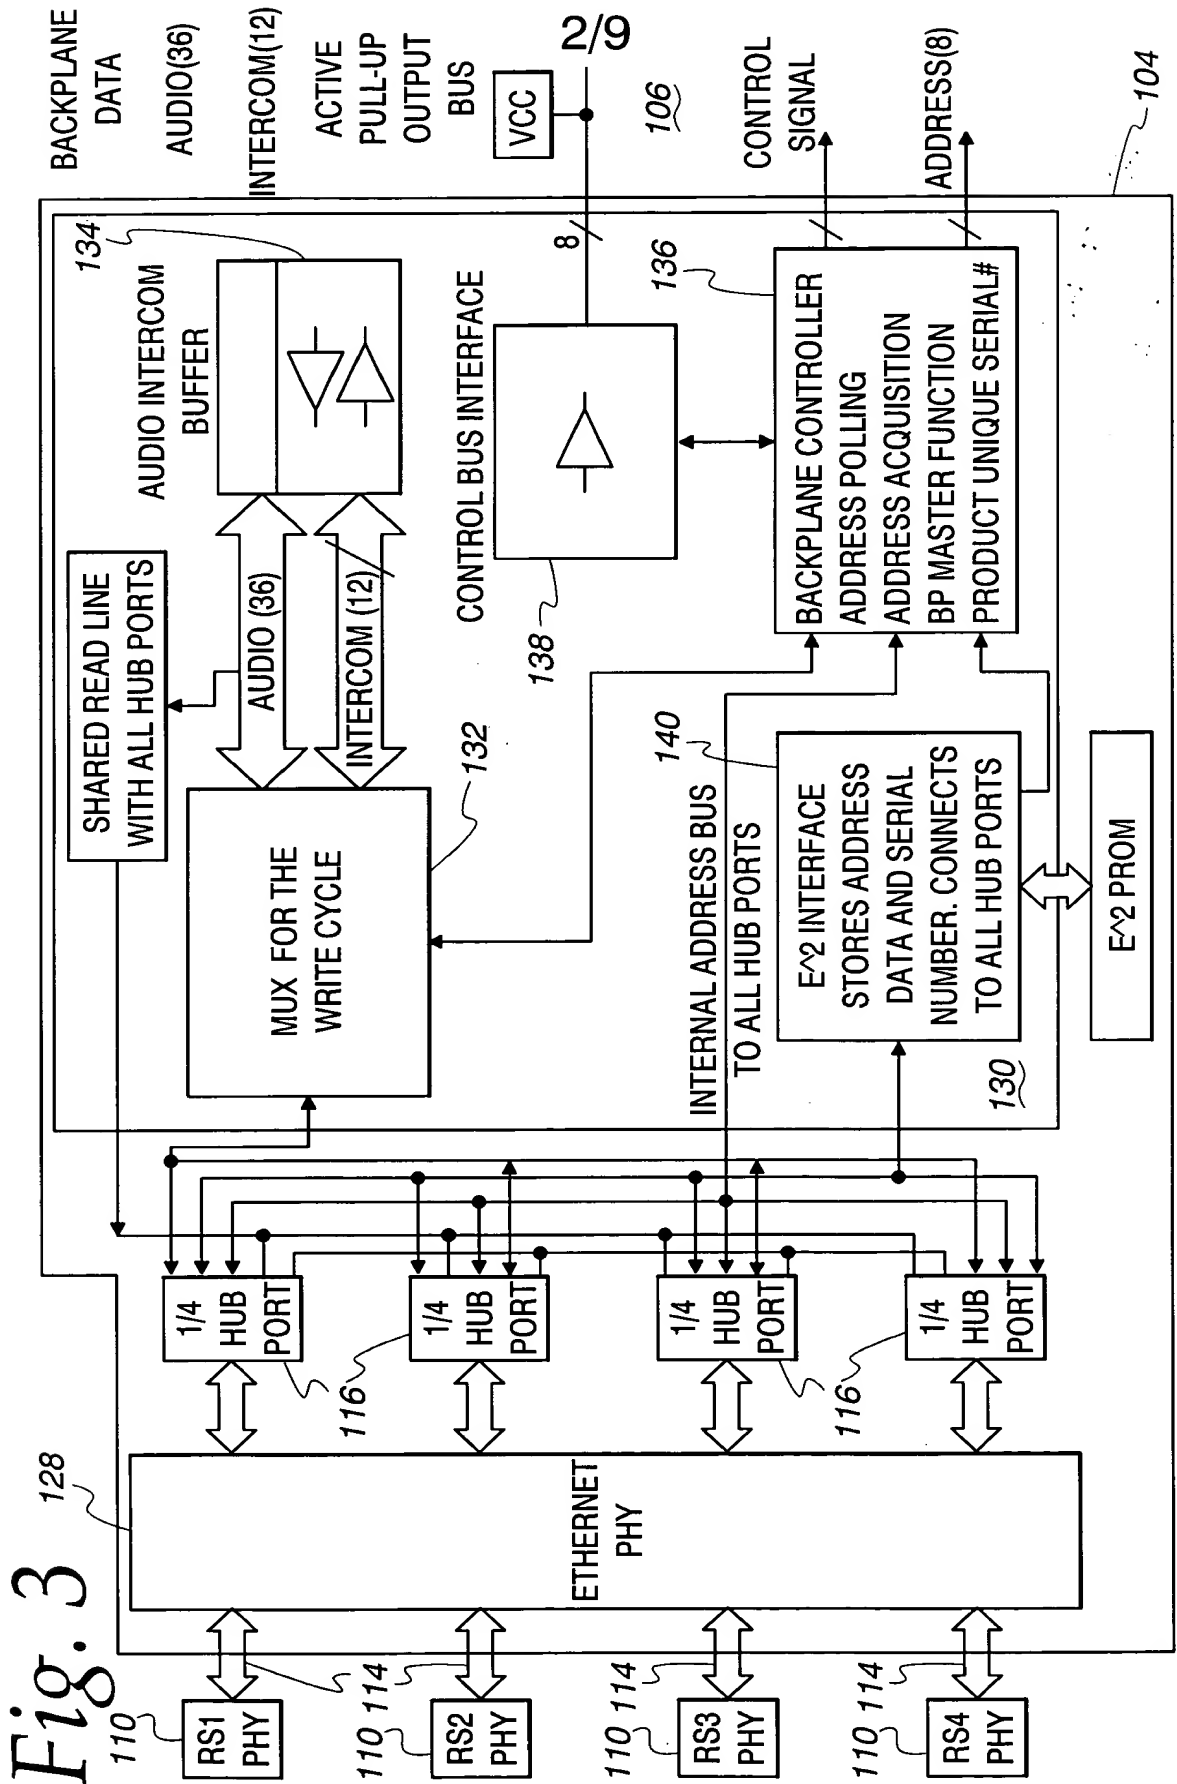 2/9
Fig. 3
110
RS1
PHY
114
110
RS2
PHY
114
110
RS3
PHY
114
110
RS4
PHY
128
ETHERNET
PHY
1/4
HUB
PORT
116
1/4
HUB
PORT
1/4
HUB
PORT
116
1/4
HUB
PORT
SHARED READ LINE
WITH ALL HUB PORTS
MUX FOR THE
WRITE CYCLE
132
AUDIO (36)
INTERCOM (12)
AUDIO INTERCOM
BUFFER
134
CONTROL BUS INTERFACE
138
8
INTERNAL ADDRESS BUS
TO ALL HUB PORTS
140
E^2 INTERFACE
STORES ADDRESS
DATA AND SERIAL
NUMBER. CONNECTS
TO ALL HUB PORTS
130
E^2 PROM
136
BACKPLANE CONTROLLER
ADDRESS POLLING
ADDRESS ACQUISITION
BP MASTER FUNCTION
PRODUCT UNIQUE SERIAL#
BACKPLANE
DATA
AUDIO(36)
INTERCOM(12)
ACTIVE
PULL-UP
OUTPUT
BUS
VCC
106
CONTROL
SIGNAL
ADDRESS(8)
104